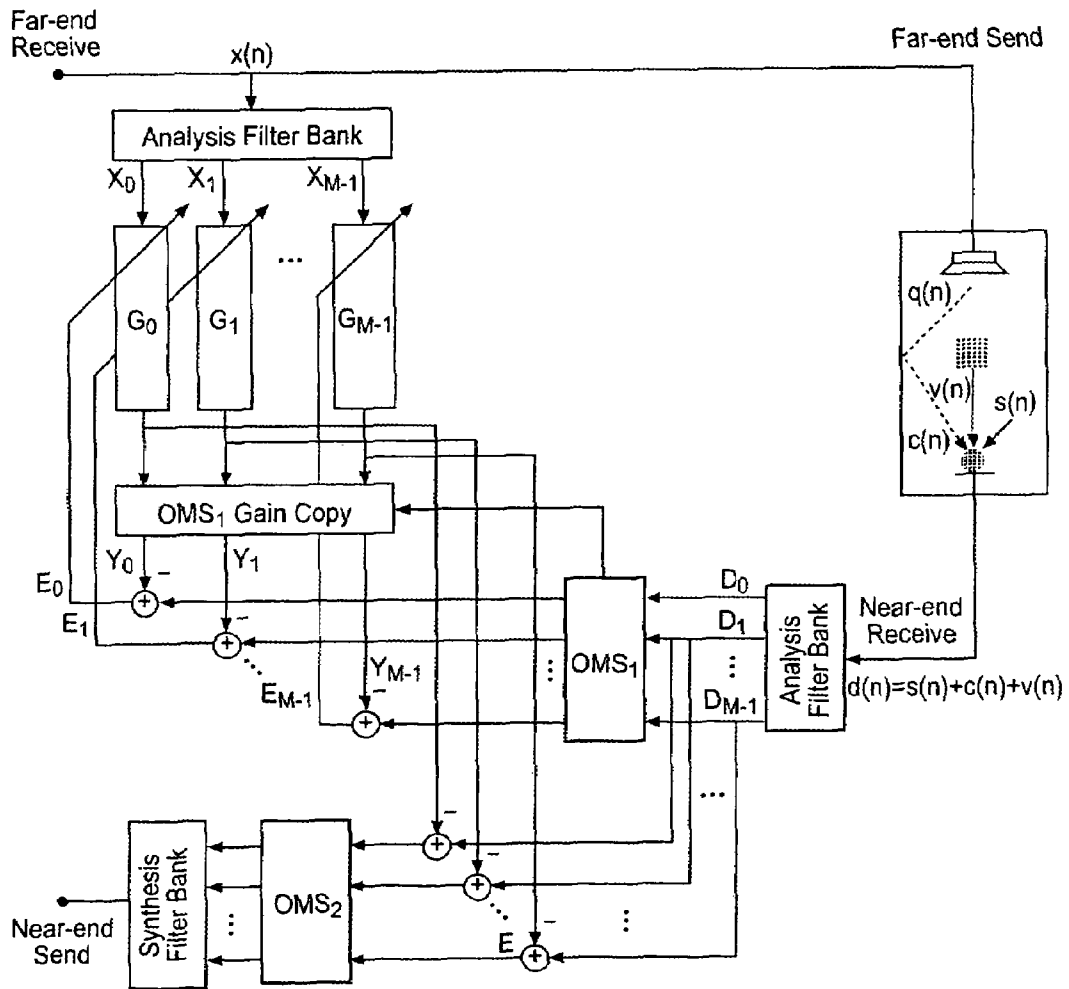 Far-end
Receive
x(n)
Far-end Send
Analysis Filter Bank
X0
X1
XM-1
G0
G1
...
GM-1
q(n)
v(n)
s(n)
c(n)
OMS1 Gain Copy
Y0
Y1
YM-1
E0
E1
EM-1
−
+
−
+
...
−
+
OMS1
...
D0
D1
...
DM-1
Analysis
Filter Bank
Near-end
Receive
d(n)=s(n)+c(n)+v(n)
...
−
+
−
+
...
...
E
−
+
OMS2
...
Synthesis
Filter Bank
Near-end
Send